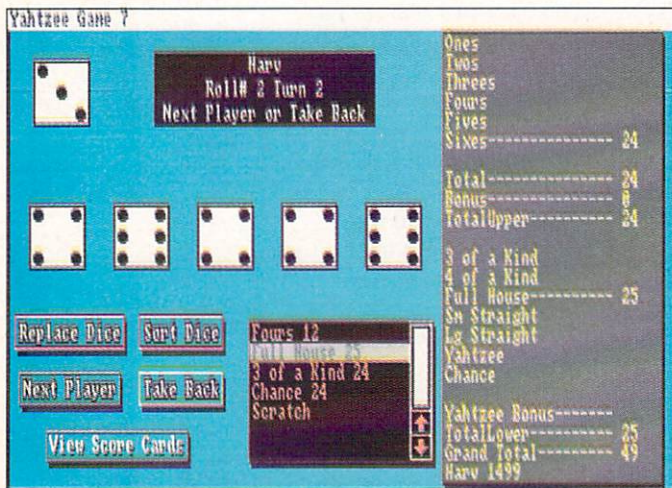 Yahtzee Game 7
Harv
Roll# 2 Turn 2
Next Player or Take Back
Replace Dice
Sort Dice
Next Player
Take Back
View Score Cards
Fours 12
Full House 25
3 of a Kind 24
Chance 24
Scratch
Ones
Twos
Threes
Fours
Fives
Sixes------------- 24
Total------------- 24
Bonus------------- 0
TotalUpper---------- 24
3 of a Kind
4 of a Kind
Full House---------- 25
Sm Straight
Lg Straight
Yahtzee
Chance
Yahtzee Bonus-------
TotalLower---------- 25
Grand Total--------- 49
Harv 1499